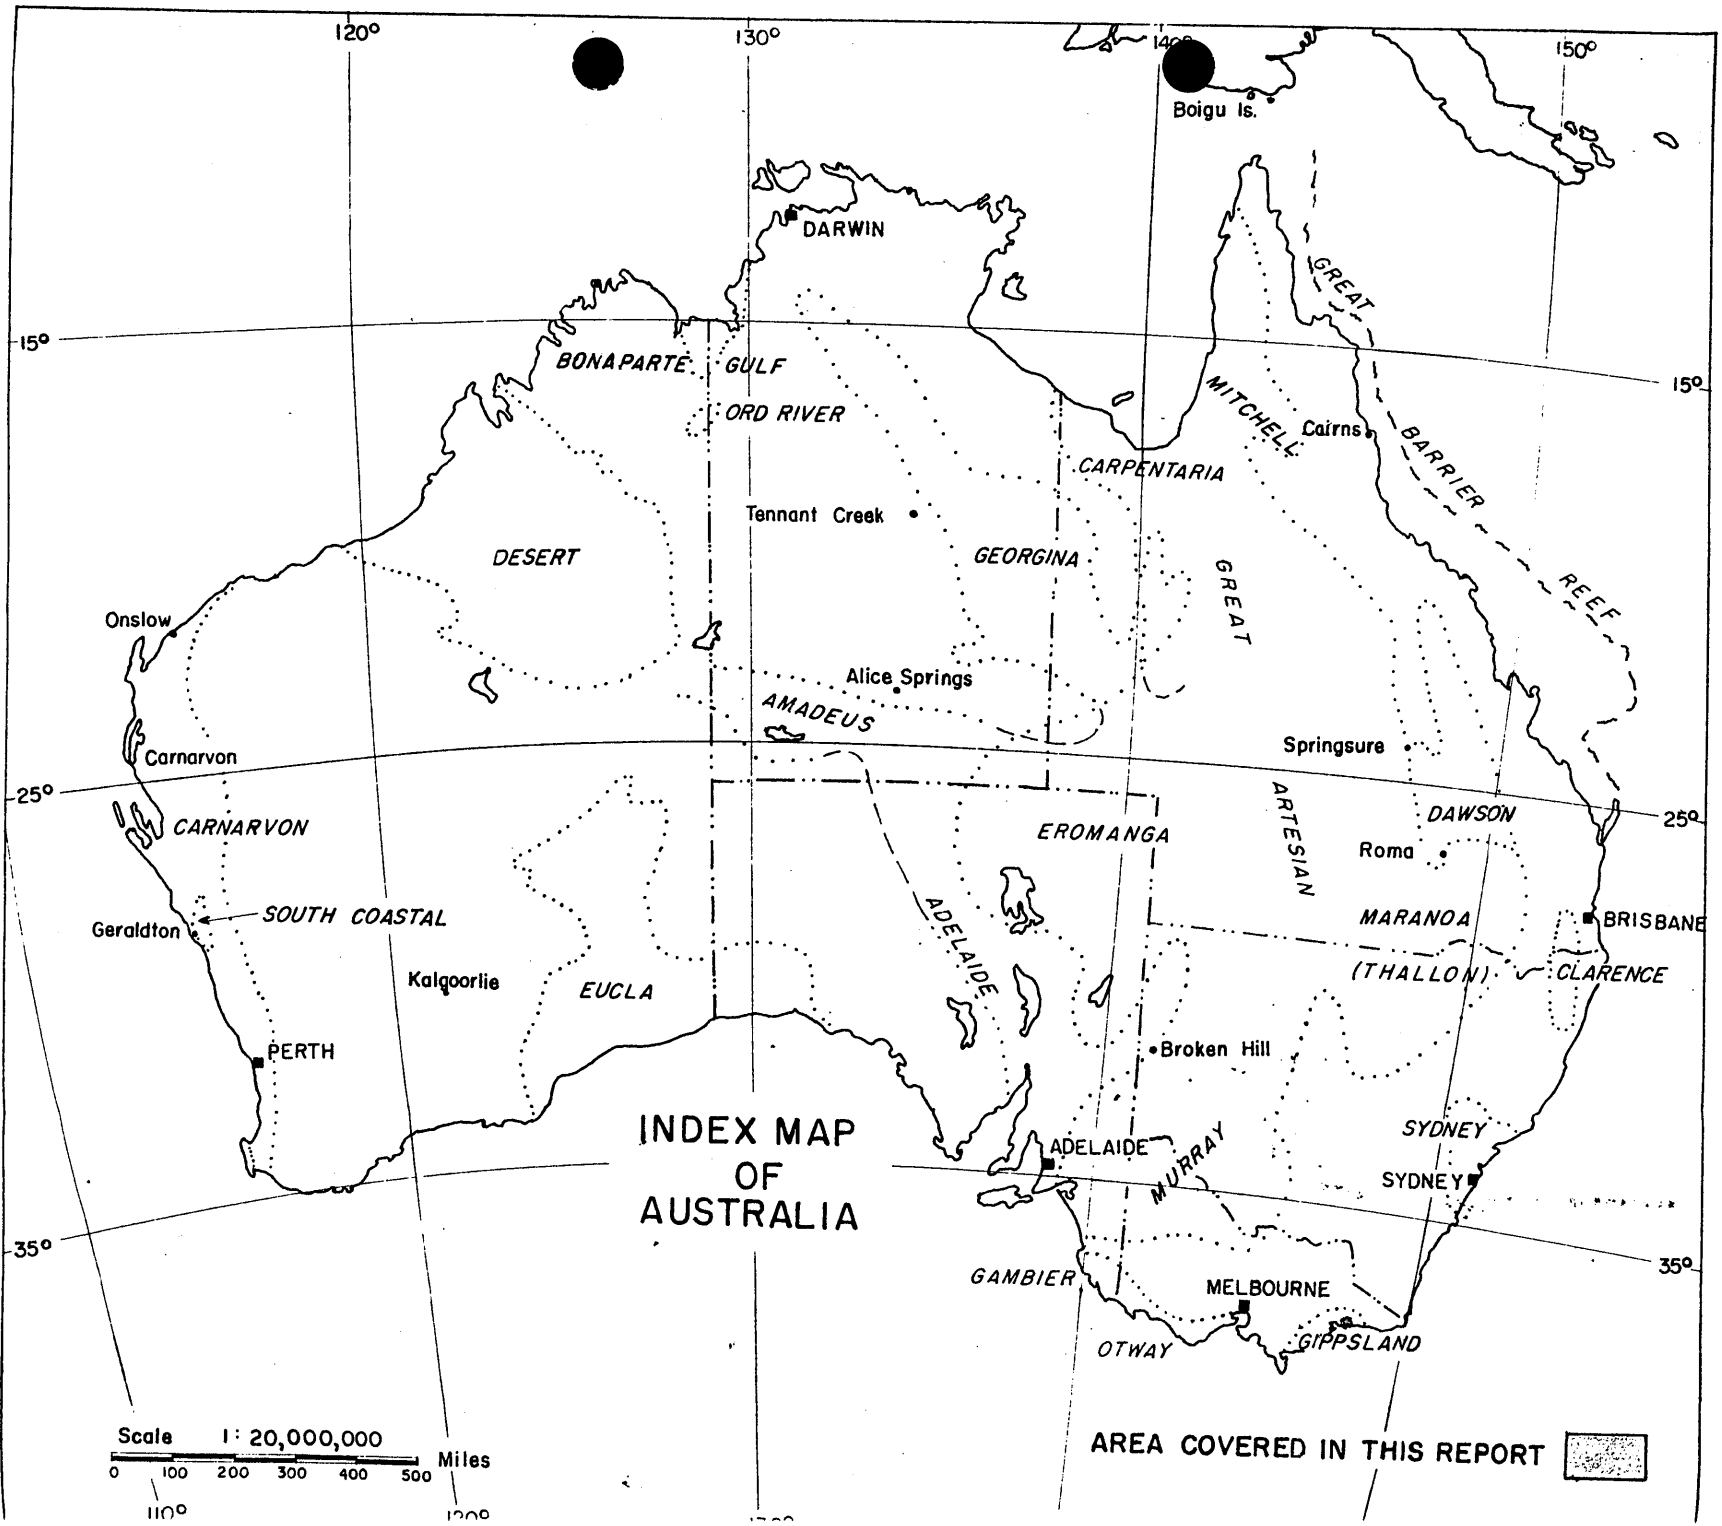 120°
130°
140°
150°
Boigu Is.
DARWIN
GREAT
15°
BONAPARTE GULF
15°
ORD RIVER
MITCHELL
Cairns
BARRIER
CARPENTARIA
Tennant Creek
DESERT
GEORGINA
GREAT
REEF
Onslow
Alice Springs
AMADEUS
Springsure
Carnarvon
25°
ARTESIAN
DAWSON
25°
CARNARVON
EROMANGA
Roma
SOUTH COASTAL
ADELAIDE
MARANOA
BRISBANE
Geraldton
(THALLON)
CLARENCE
Kalgoorlie
EUCLA
PERTH
Broken Hill
INDEX MAP
OF
AUSTRALIA
SYDNEY
ADELAIDE
MURRAY
SYDNEY
35°
35°
GAMBIER
MELBOURNE
OTWAY
GIPPSLAND
Scale 1: 20,000,000
0 100 200 300 400 500 Miles
AREA COVERED IN THIS REPORT
110°
120°